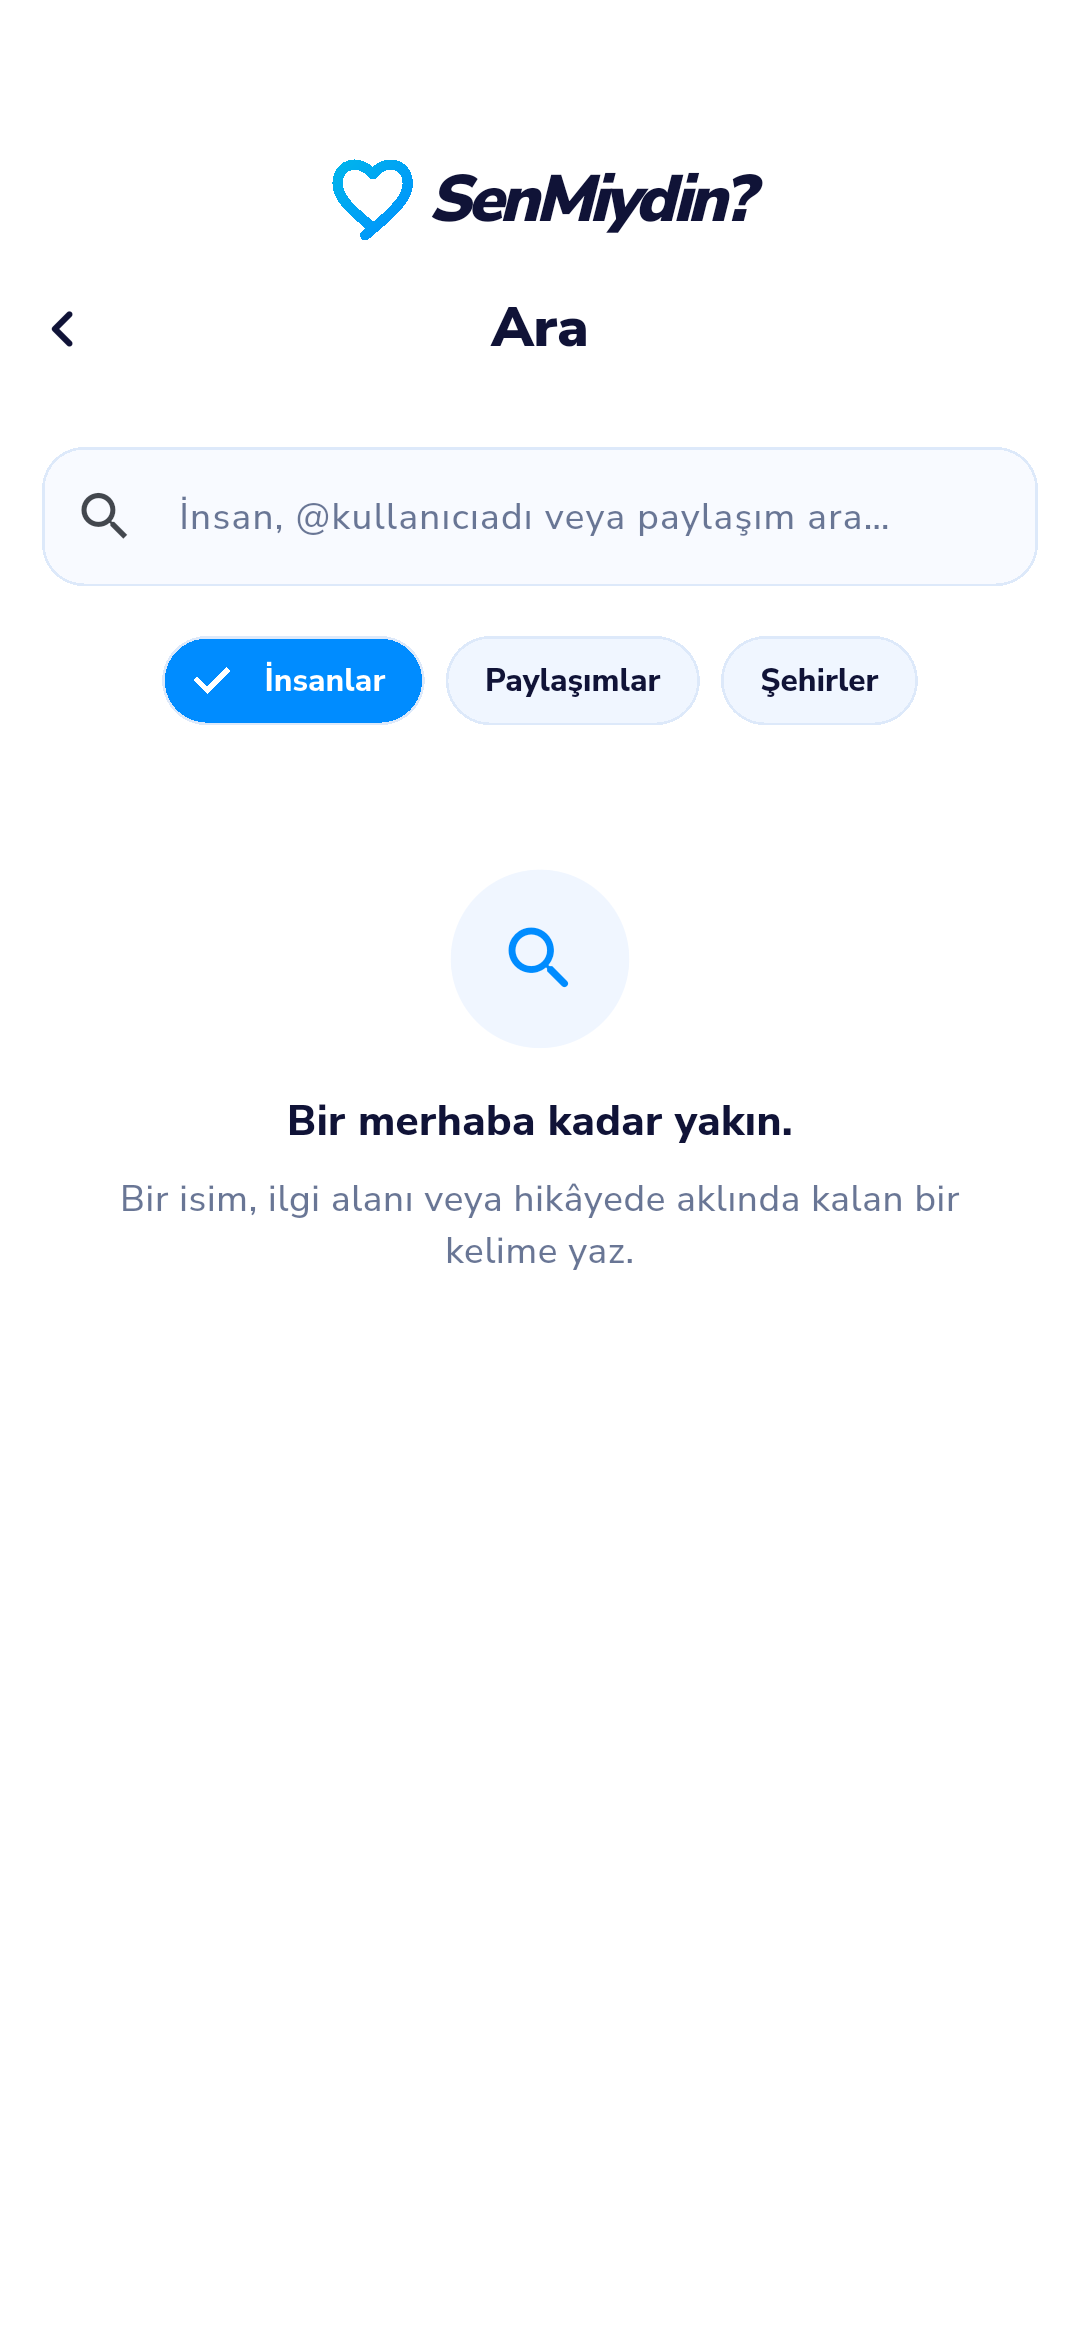 SenMiydin?
Ara
İnsan, @kullanıcıadı veya paylaşım ara...
İnsanlar
Paylaşımlar
Şehirler
Bir merhaba kadar yakın.
Bir isim, ilgi alanı veya hikâyede aklında kalan bir
kelime yaz.